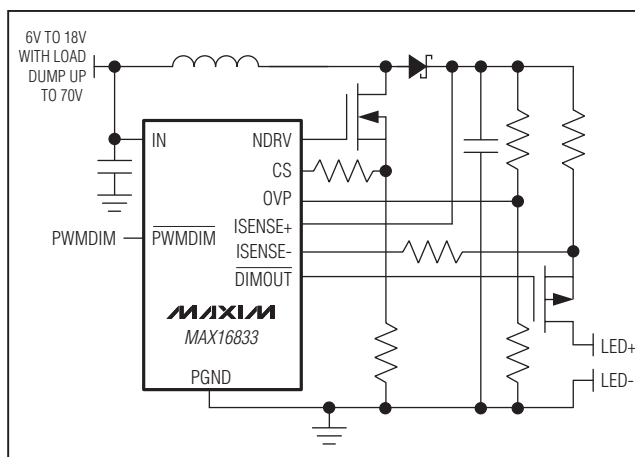 6V TO 18V
WITH LOAD
DUMP UP
TO 70V
IN
NDRV
CS
OVP
ISENSE+
PWMDIM
PWMDIM
ISENSE-
DIMOUT
MAXIM
MAX16833
LED+
PGND
LED-